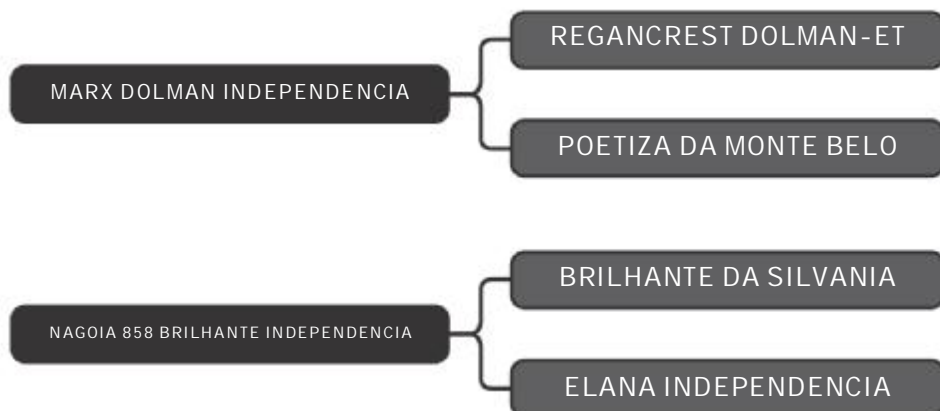 REGANCREST DOLMAN-ET
MARX DOLMAN INDEPENDENCIA
POETIZA DA MONTE BELO
BRILHANTE DA SILVANIA
NAGOIA 858 BRILHANTE INDEPENDENCIA
ELANA INDEPENDENCIA